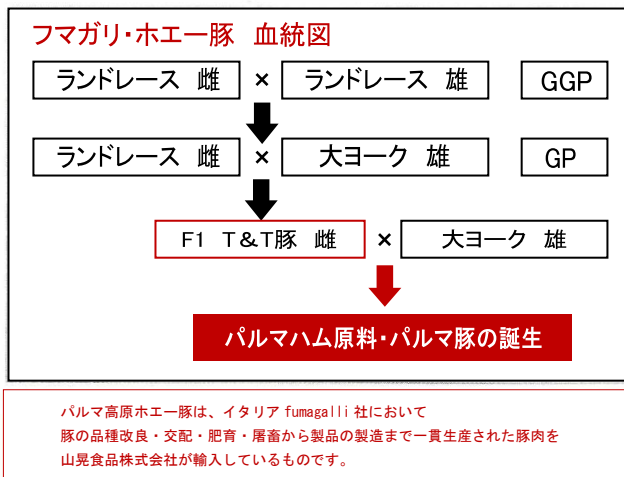 フマガリ・ホエー豚 血統図
ランドレース 雌 × ランドレース 雄 GGP
ランドレース 雌 × 大ヨーク 雄 GP
F1 T&T豚 雌 × 大ヨーク 雄
パルマハム原料・パルマ豚の誕生
パルマ高原ホエー豚は、イタリア fumagalli 社において
豚の品種改良・交配・肥育・屠畜から製品の製造まで一貫生産された豚肉を
山晃食品株式会社が輸入しているものです。